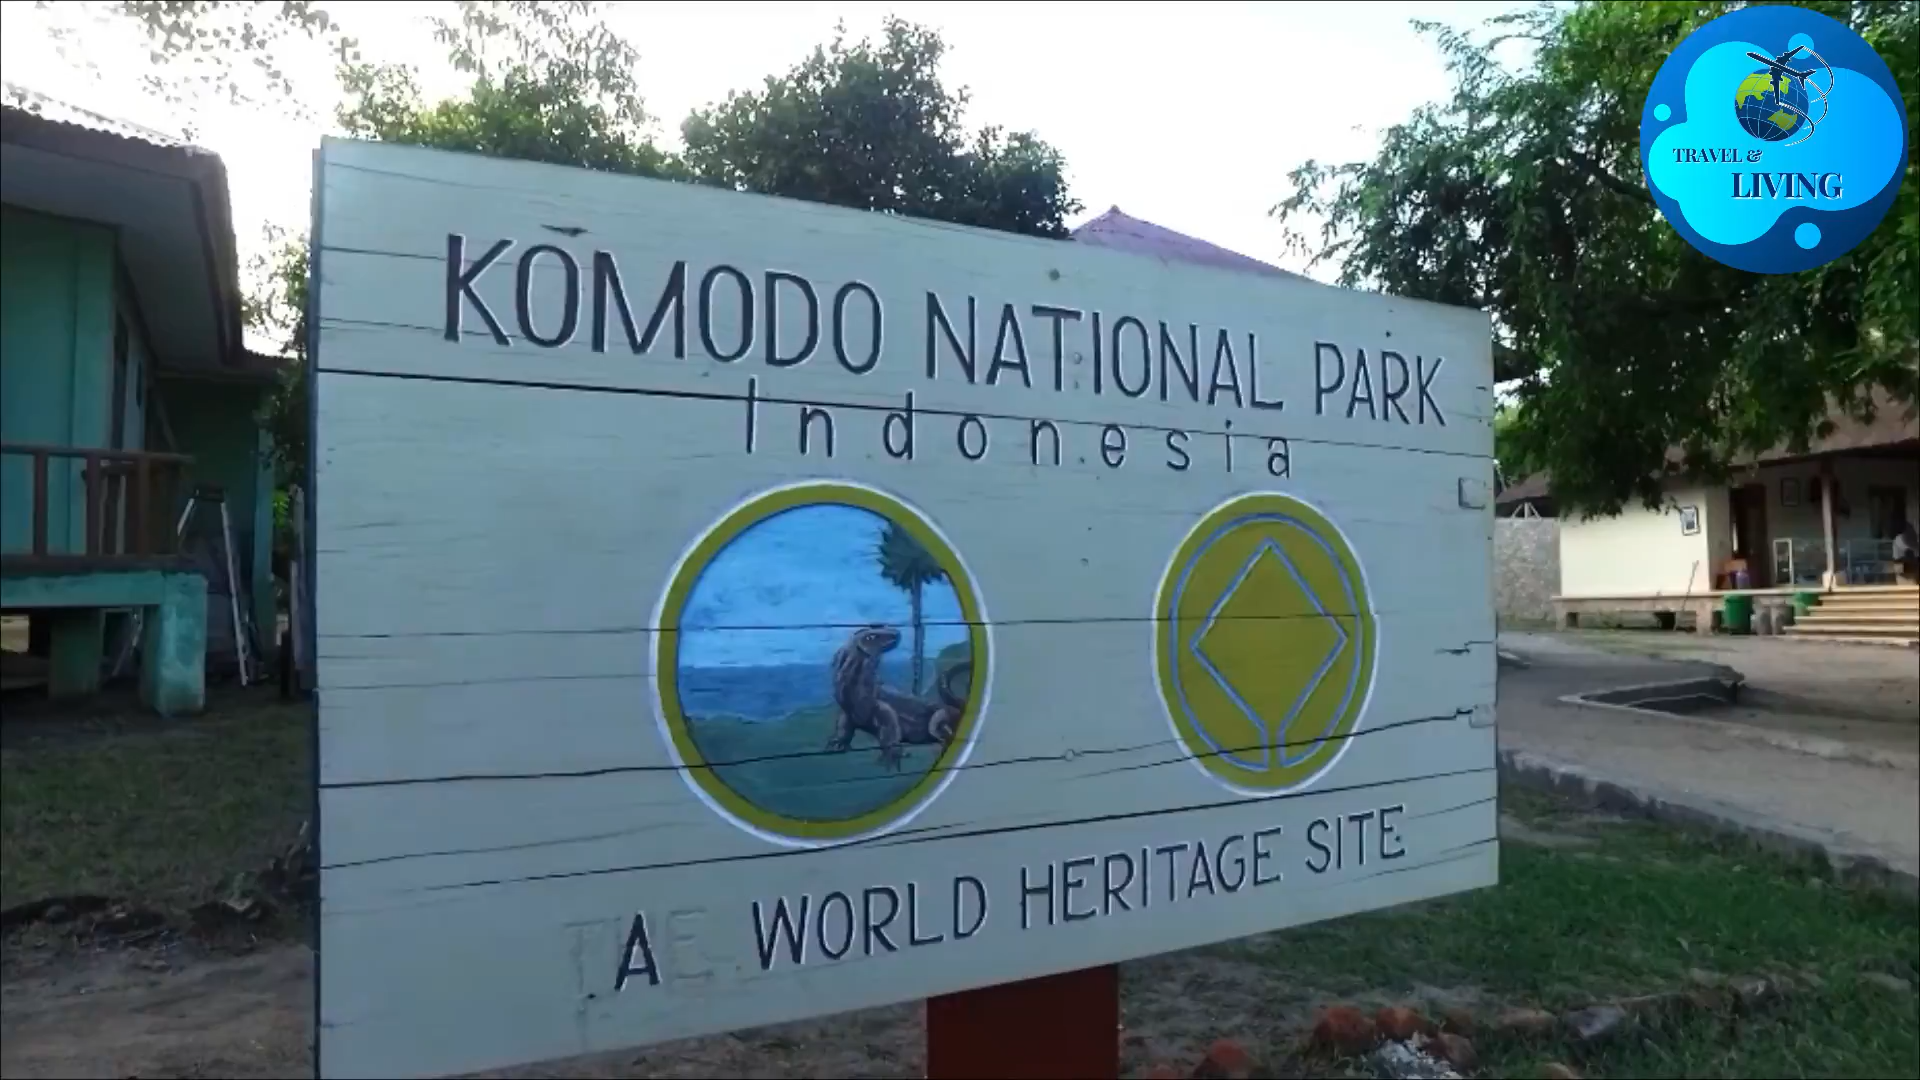 TRAVEL &
LIVING
KOMODO NATIONAL PARK
Indonesia
A WORLD HERITAGE SITE